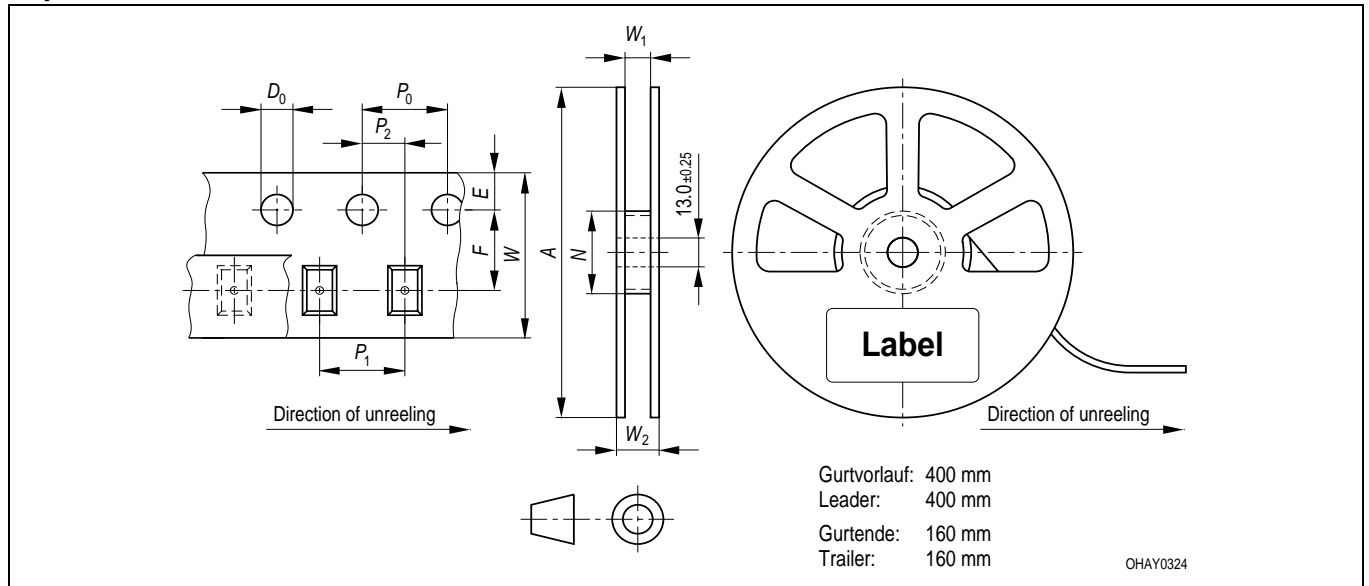 W₁
D₀
P₀
P₂
E
F
W
A
N
13.0 ±0.25
Label
P₁
Direction of unreeling
Direction of unreeling
W₂
Gurtvorlauf: 400 mm
Leader: 400 mm
Gurtende: 160 mm
Trailer: 160 mm
OHAY0324